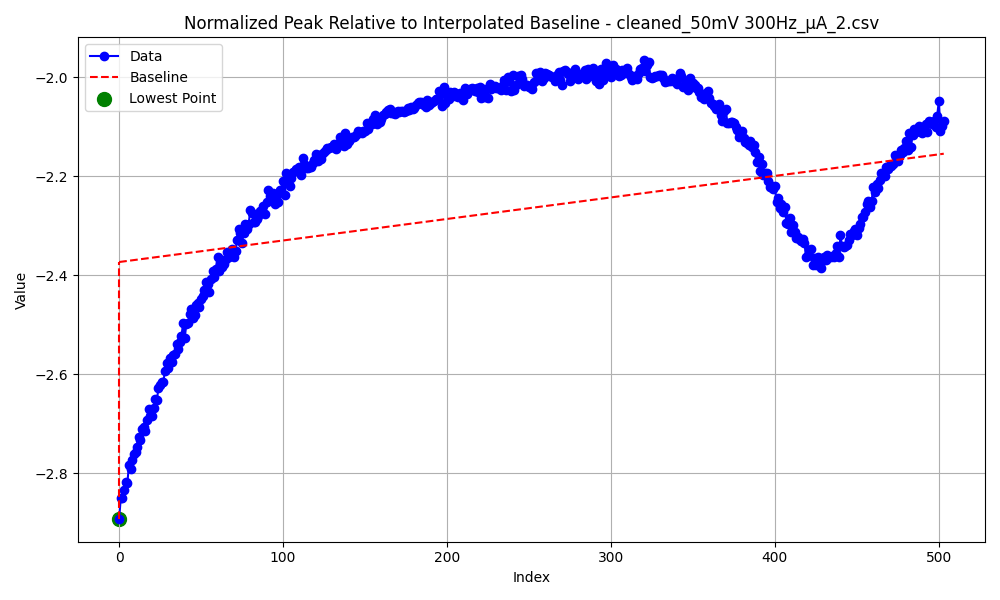 Normalized Peak Relative to Interpolated Baseline - cleaned_50mV 300Hz_μA_2.csv
Data
Baseline
Lowest Point
Value
−2.0
−2.2
−2.4
−2.6
−2.8
0
100
200
300
400
500
Index